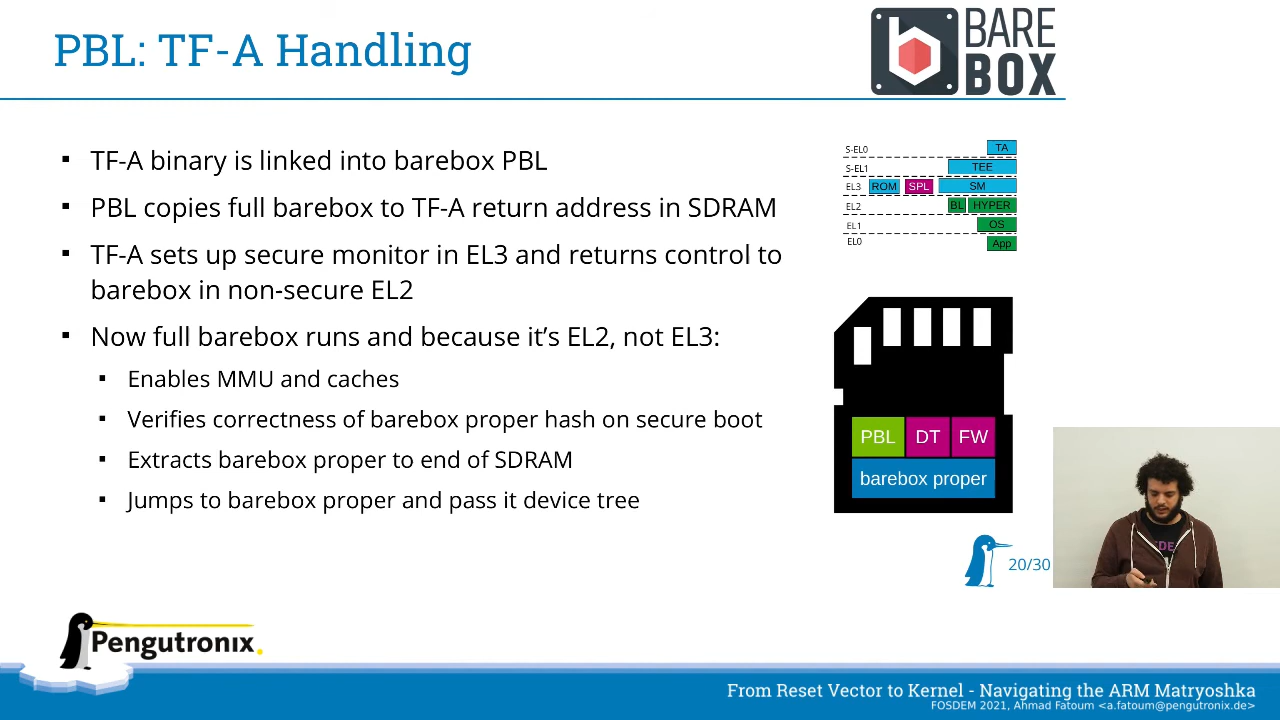 PBL: TF-A Handling
BARE
BOX
TF-A binary is linked into barebox PBL
PBL copies full barebox to TF-A return address in SDRAM
TF-A sets up secure monitor in EL3 and returns control to
barebox in non-secure EL2
Now full barebox runs and because it's EL2, not EL3:
Enables MMU and caches
Verifies correctness of barebox proper hash on secure boot
Extracts barebox proper to end of SDRAM
Jumps to barebox proper and pass it device tree
S-EL0 TA
S-EL1 TEE
EL3 ROM SPL SM
EL2 BL HYPER
EL1 OS
EL0 App
PBL DT FW
barebox proper
20/30
Pengutronix.
From Reset Vector to Kernel - Navigating the ARM Matryoshka
FOSDEM 2021, Ahmad Fatoum <a.fatoum@pengutronix.de>